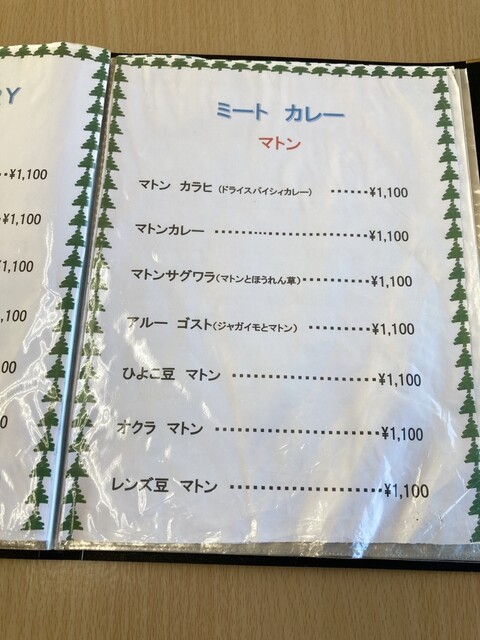 RY
¥1,100
¥1,100
¥1,100
,100
00
0
ミート カレー
マトン
マトン カラヒ (ドライスパイシィカレー) ‥‥‥¥1,100
マトンカレー ‥‥‥‥‥‥‥‥‥¥1,100
マトンサグワラ(マトンとほうれん草)‥‥‥‥‥¥1,100
アルー ゴスト(ジャガイモとマトン) ‥‥‥‥‥¥1,100
ひよこ豆 マトン ‥‥‥‥‥‥‥‥‥¥1,100
オクラ マトン ‥‥‥‥‥‥‥‥‥‥¥1,100
レンズ豆 マトン ‥‥‥‥‥‥‥‥‥¥1,100